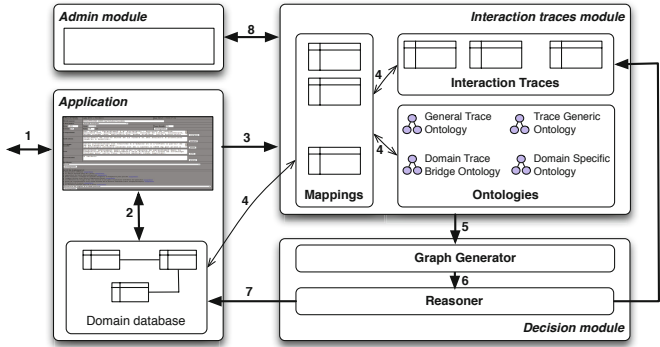 Admin module
8
Interaction traces module
4
Interaction Traces
Application
1
3
General Trace
Ontology
Trace Generic
Ontology
4
Domain Trace
Bridge Ontology
Domain Specific
Ontology
Mappings
Ontologies
2
4
5
Graph Generator
6
7
Reasoner
Domain database
Decision module